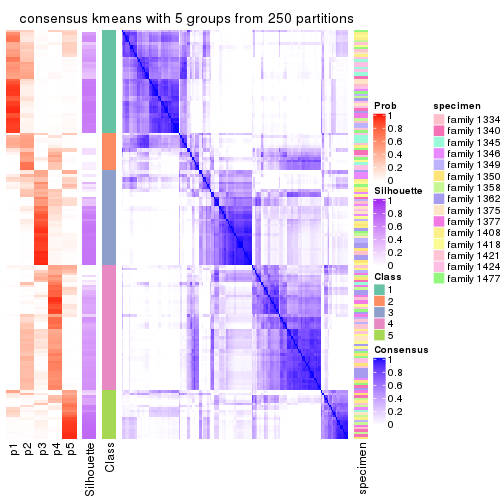 consensus kmeans with 5 groups from 250 partitions
p1
p2
p3
p4
p5
Silhouette
Class
specimen
Prob
1
0.8
0.6
0.4
0.2
0
Silhouette
1
0.8
0.6
0.4
0.2
0
Class
1
2
3
4
5
Consensus
1
0.8
0.6
0.4
0.2
0
specimen
family 1334
family 1340
family 1345
family 1346
family 1349
family 1350
family 1358
family 1362
family 1375
family 1377
family 1408
family 1418
family 1421
family 1424
family 1477